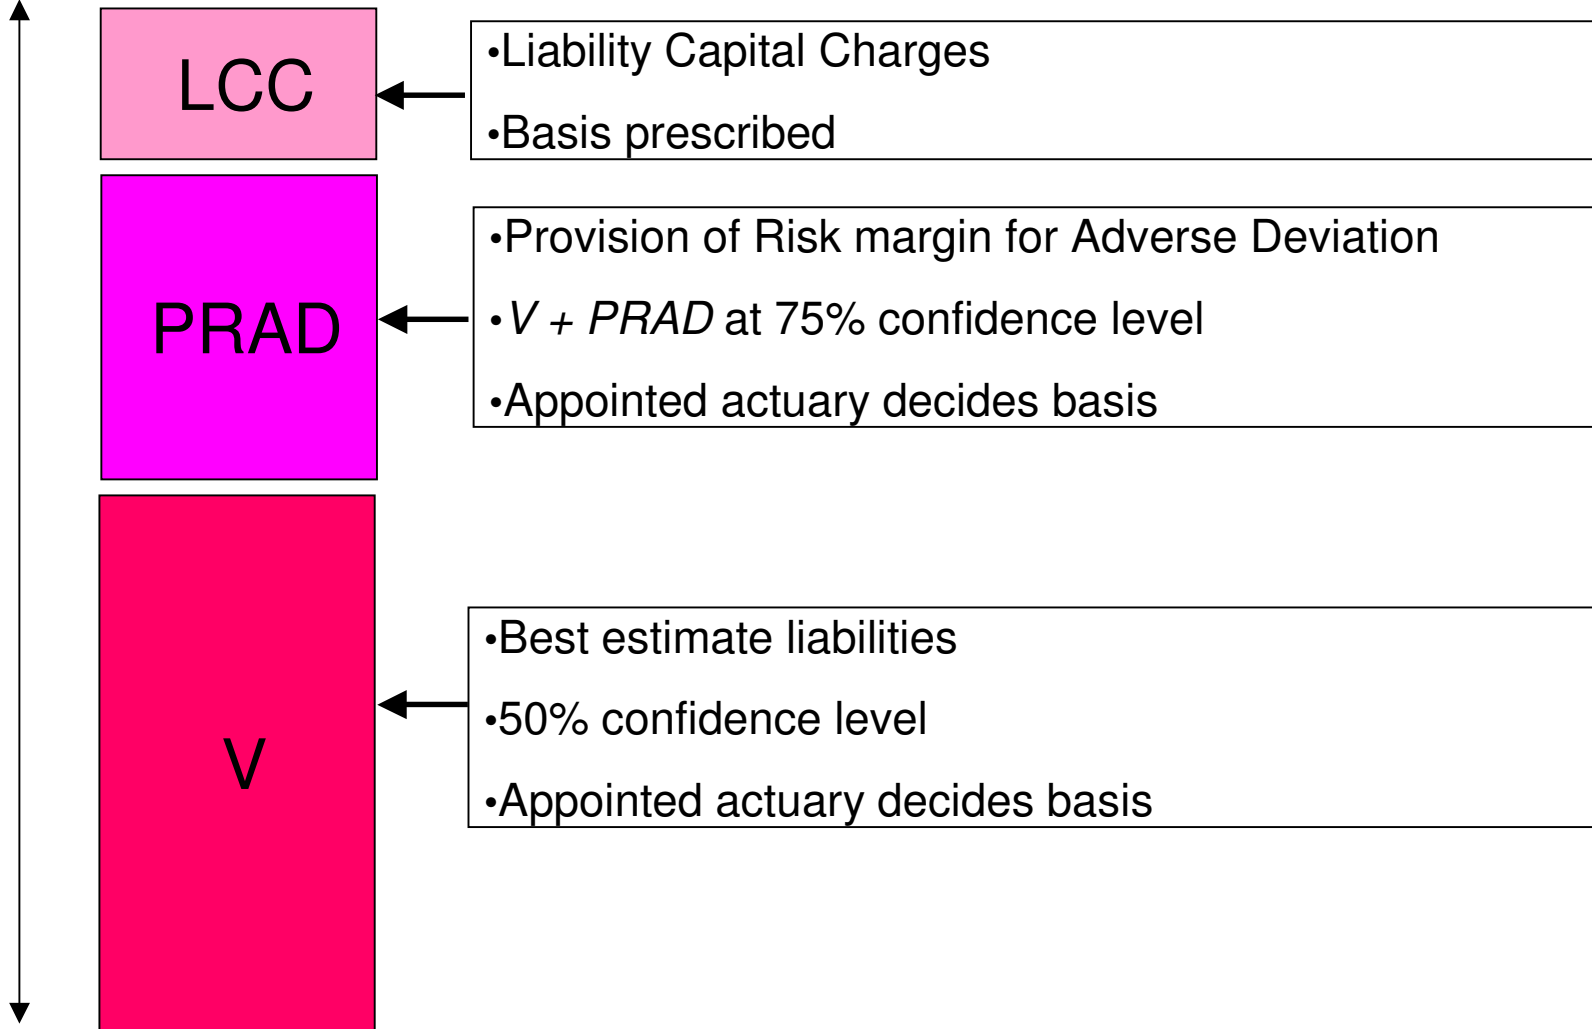 LCC
•Liability Capital Charges
•Basis prescribed
PRAD
•Provision of Risk margin for Adverse Deviation
•V + PRAD at 75% confidence level
•Appointed actuary decides basis
V
•Best estimate liabilities
•50% confidence level
•Appointed actuary decides basis